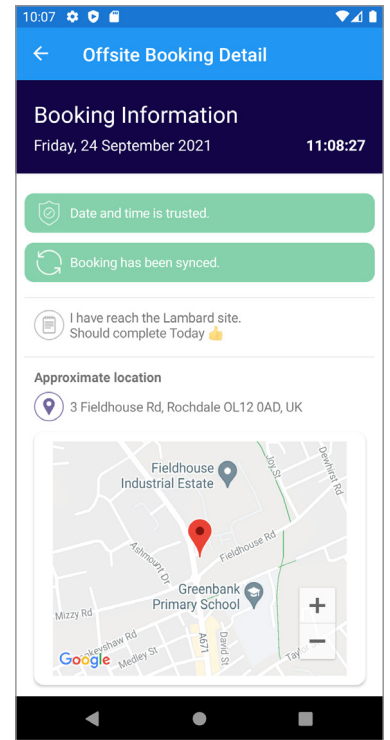 10:07
Offsite Booking Detail
Booking Information
Friday, 24 September 2021 11:08:27
Date and time is trusted.
Booking has been synced.
I have reach the Lambard site.
Should complete Today 👍
Approximate location
3 Fieldhouse Rd, Rochdale OL12 0AD, UK
Fieldhouse
Industrial Estate
Joy St
Dewhirst Rd
Ashmount Dr
Fieldhouse Rd
Greenbank
Primary School
Mizzy Rd
A671
David St
Medley St
Google
+
−